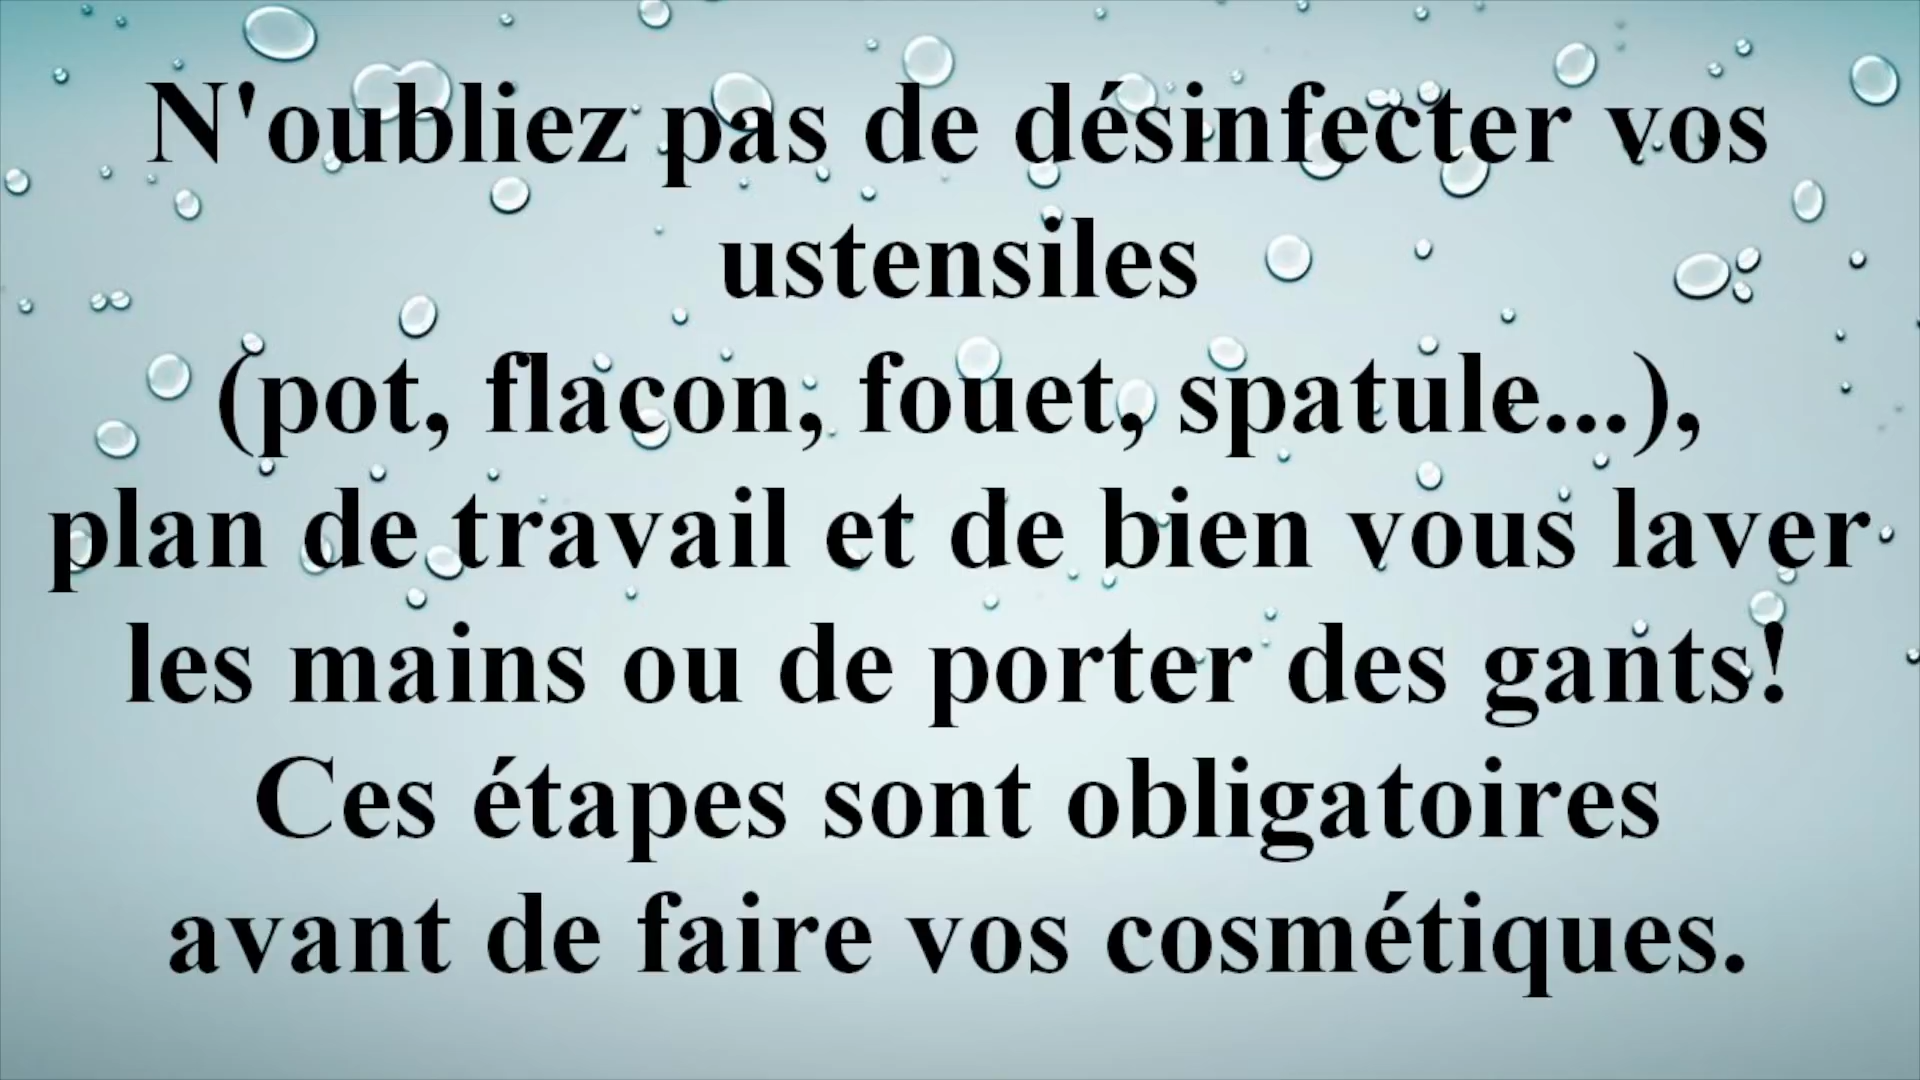 N'oubliez pas de désinfecter vos
ustensiles
(pot, flacon, fouet, spatule...),
plan de travail et de bien vous laver
les mains ou de porter des gants!
Ces étapes sont obligatoires
avant de faire vos cosmétiques.